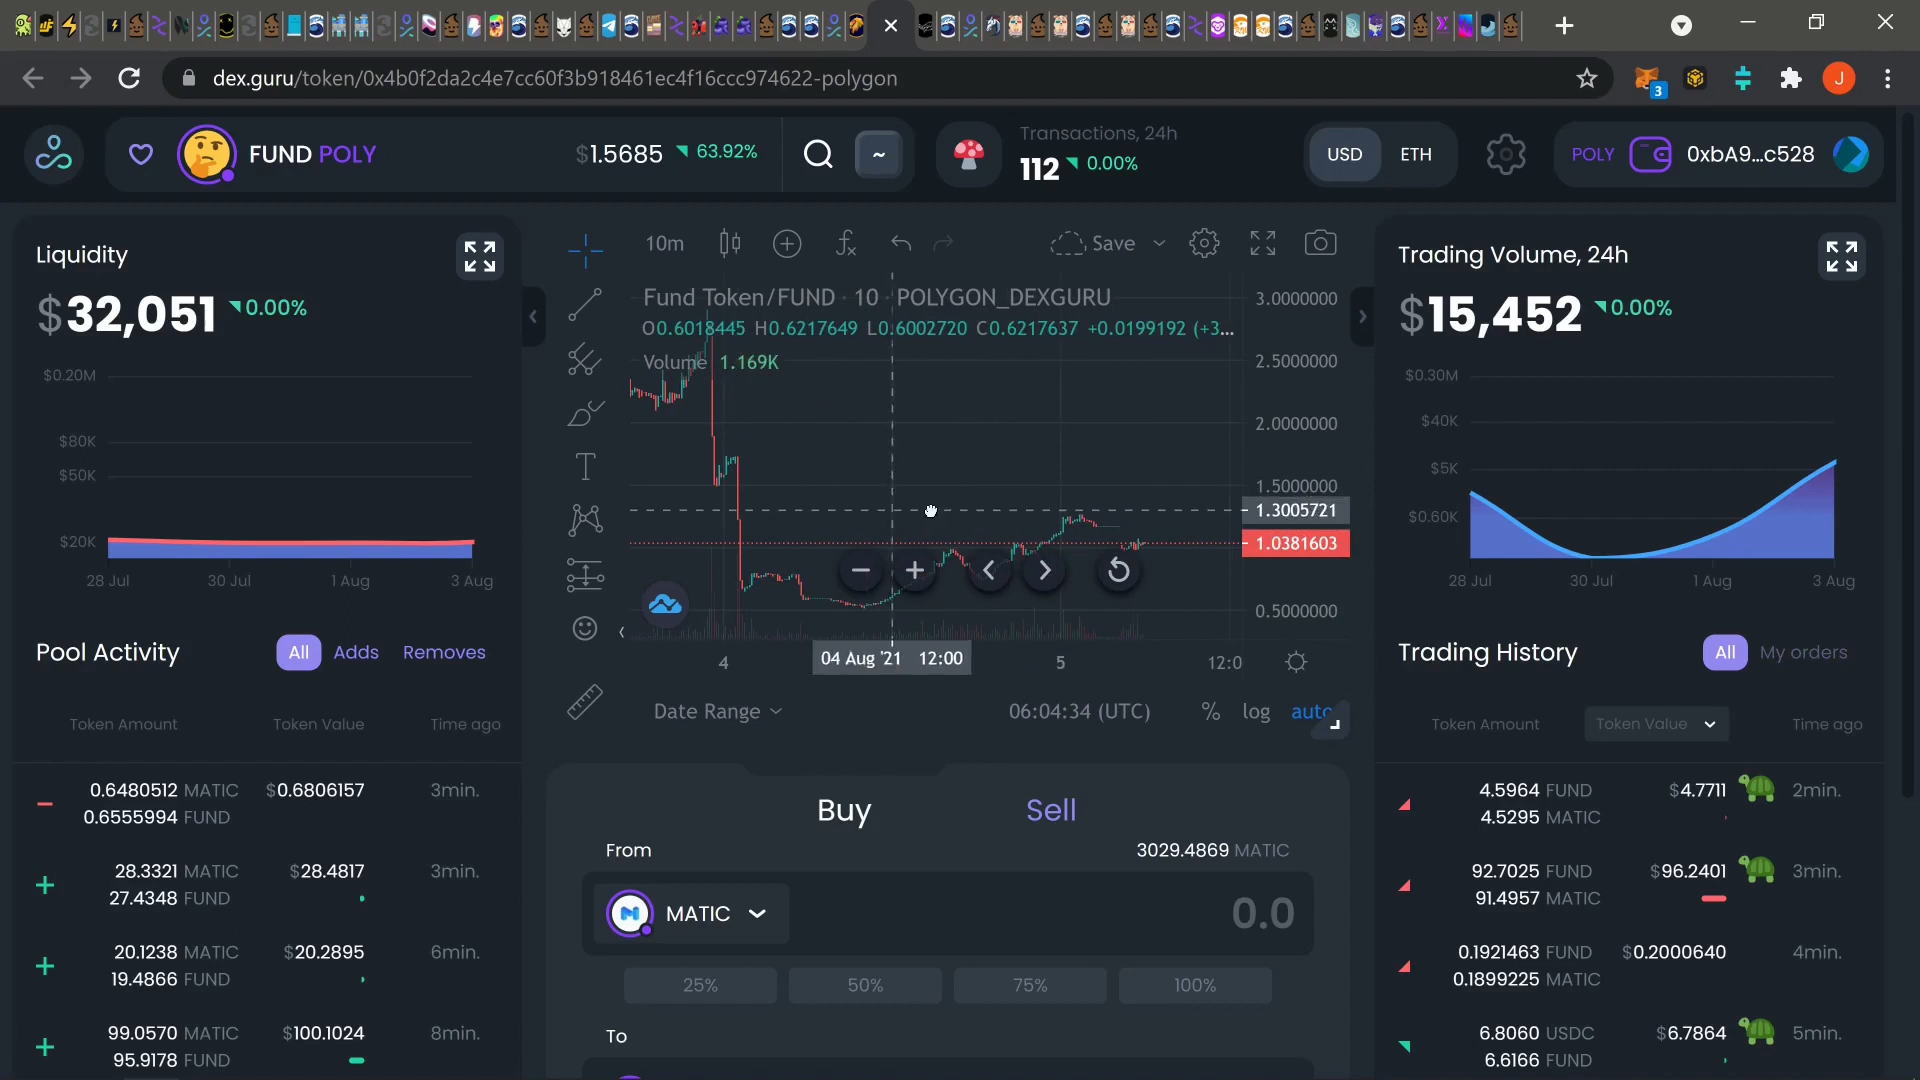 dex.guru/token/0x4b0f2da2c4e7cc60f3b918461ec4f16ccc974622-polygon
3
J
FUND POLY
$1.5685 63.92%
~
Transactions, 24h
112 0.00%
USD ETH
POLY 0xbA9...c528
Liquidity
$32,051 0.00%
$0.20M
$80K
$50K
$20K
28 Jul 30 Jul 1 Aug 3 Aug
Pool Activity All Adds Removes
Token Amount Token Value Time ago
0.6480512 MATIC $0.6806157 3min.
0.6555994 FUND
28.3321 MATIC $28.4817 3min.
27.4348 FUND
20.1238 MATIC $20.2895 6min.
19.4866 FUND
99.0570 MATIC $100.1024 8min.
95.9178 FUND
10m Save
Fund Token/FUND · 10 · POLYGON_DEXGURU
O0.6018445 H0.6217649 L0.6002720 C0.6217637 +0.0199192 (+3...
Volume 1.169K
3.0000000
2.5000000
2.0000000
1.5000000
1.3005721
1.0381603
0.5000000
4 04 Aug '21 12:00 5 12:0
Date Range 06:04:34 (UTC) % log auto
Buy Sell
From 3029.4869 MATIC
MATIC 0.0
25% 50% 75% 100%
To
Trading Volume, 24h
$15,452 0.00%
$0.30M
$40K
$5K
$0.60K
28 Jul 30 Jul 1 Aug 3 Aug
Trading History All My orders
Token Amount Token Value Time ago
4.5964 FUND $4.7711 2min.
4.5295 MATIC
92.7025 FUND $96.2401 3min.
91.4957 MATIC
0.1921463 FUND $0.2000640 4min.
0.1899225 MATIC
6.8060 USDC $6.7864 5min.
6.6166 FUND